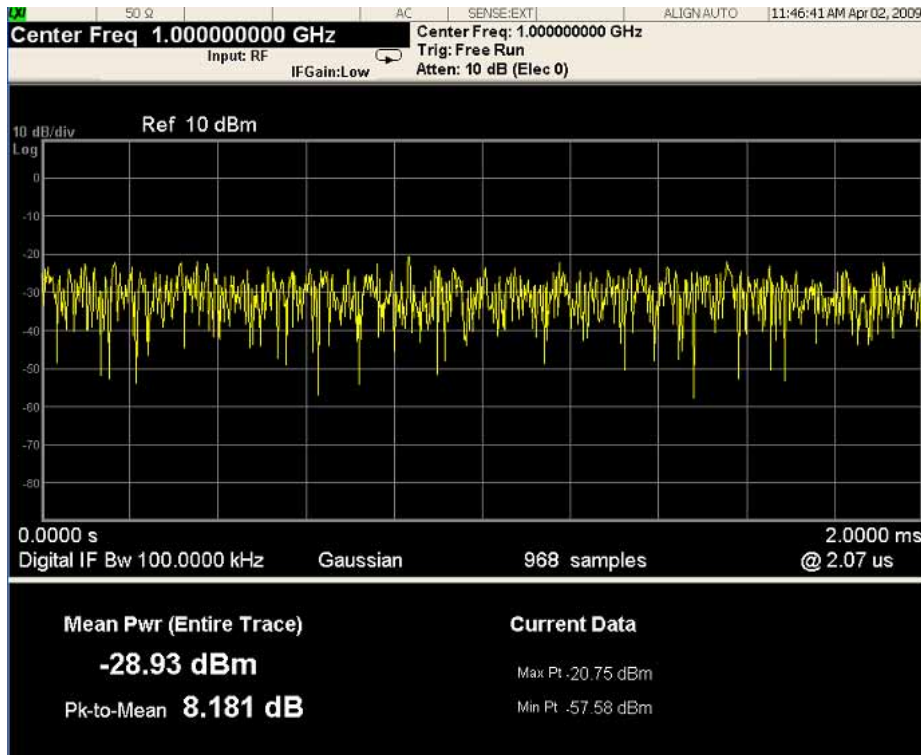 LXI 50 Ω AC SENSE:EXT ALIGN AUTO 11:46:41 AM Apr 02, 2009
Center Freq 1.000000000 GHz
Input: RF
IFGain:Low
Center Freq: 1.000000000 GHz
Trig: Free Run
Atten: 10 dB (Elec 0)
10 dB/div Ref 10 dBm
Log
0
-10
-20
-30
-40
-50
-60
-70
-80
0.0000 s 2.0000 ms
Digital IF Bw 100.0000 kHz Gaussian 968 samples @ 2.07 us
Mean Pwr (Entire Trace)
-28.93 dBm
Pk-to-Mean 8.181 dB
Current Data
Max Pt -20.75 dBm
Min Pt -57.58 dBm